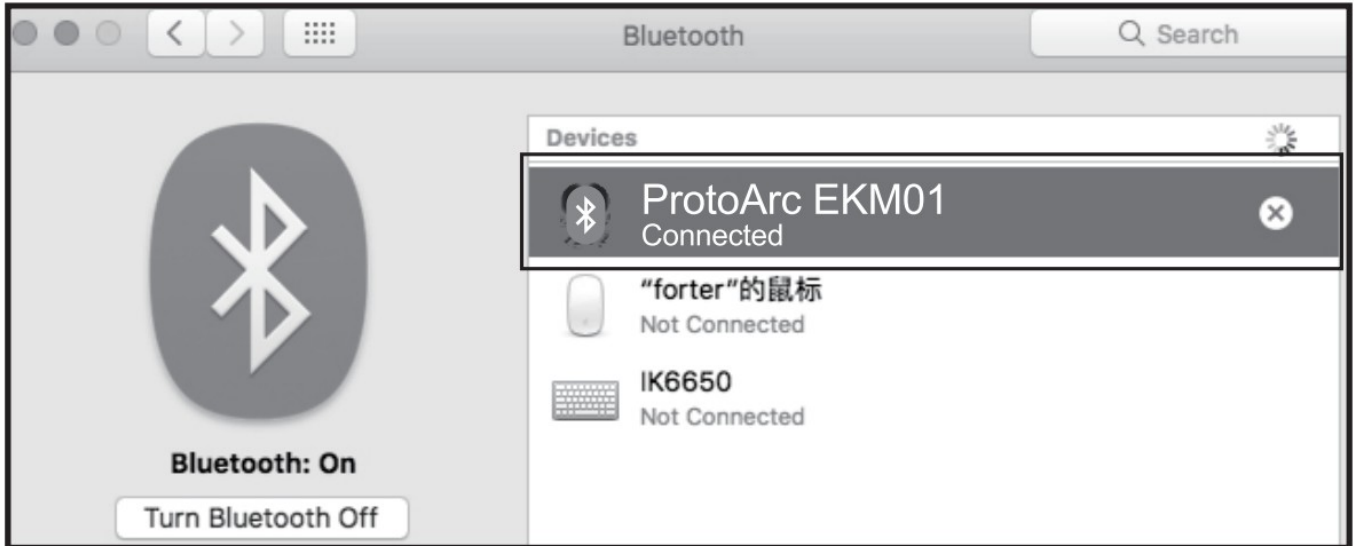 Bluetooth
Search
Devices
ProtoArc EKM01
Connected
“forter”的鼠标
Not Connected
IK6650
Not Connected
Bluetooth: On
Turn Bluetooth Off